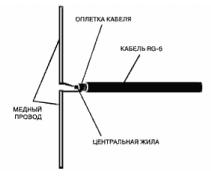 ОПЛЕТКА КАБЕЛЯ
КАБЕЛЬ RG-6
МЕДНЫЙ
ПРОВОД
ЦЕНТРАЛЬНАЯ ЖИЛА